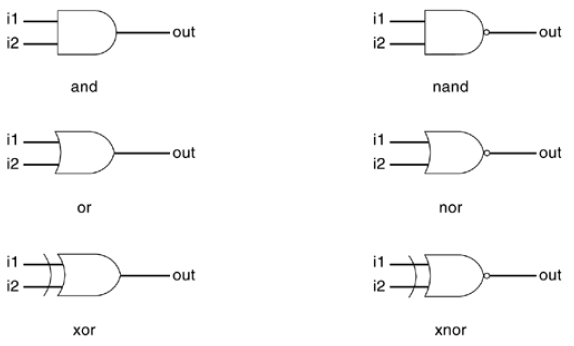 i1 out i1 out
i2 i2
and nand
i1 out i1 out
i2 i2
or nor
i1 out i1 out
i2 i2
xor xnor